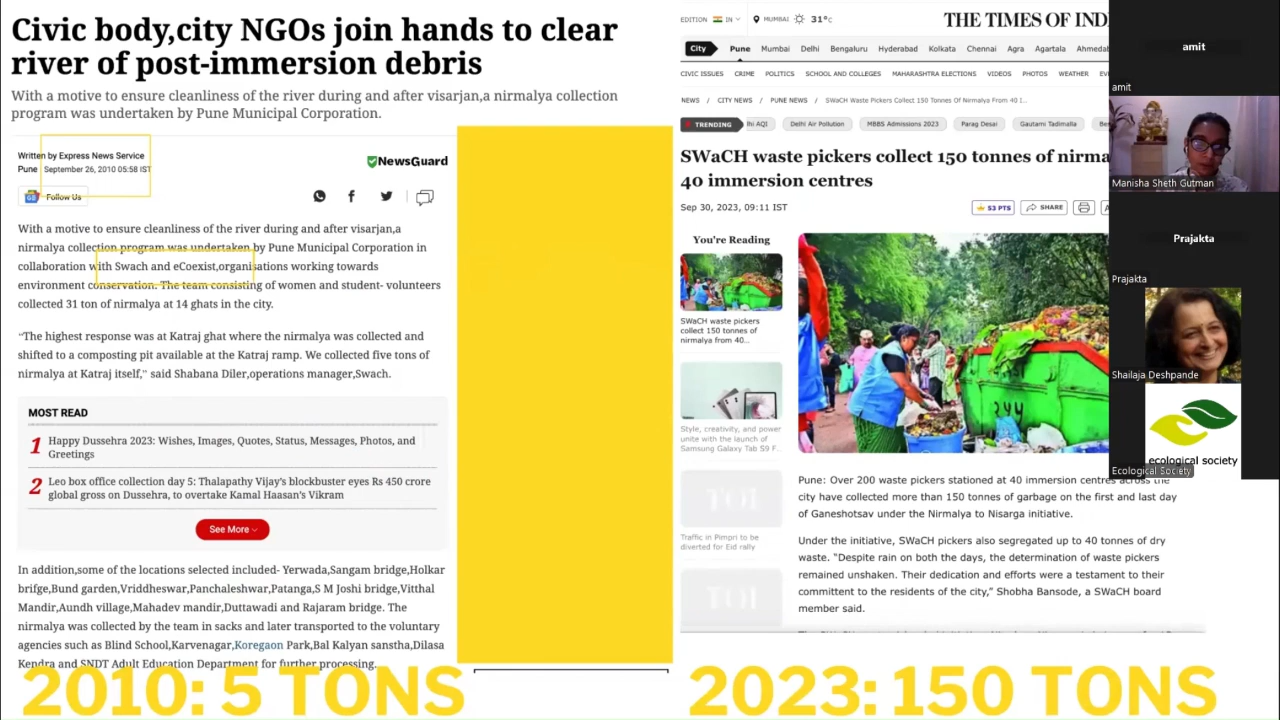 Civic body,city NGOs join hands to clear
river of post-immersion debris
With a motive to ensure cleanliness of the river during and after visarjan,a nirmalya collection
program was undertaken by Pune Municipal Corporation.
Written by Express News Service
Pune | September 26, 2010 05:58 IST
NewsGuard
Follow Us
With a motive to ensure cleanliness of the river during and after visarjan,a
nirmalya collection program was undertaken by Pune Municipal Corporation in
collaboration with Swach and eCoexist,organisations working towards
environment conservation. The team consisting of women and student- volunteers
collected 31 ton of nirmalya at 14 ghats in the city.
"The highest response was at Katraj ghat where the nirmalya was collected and
shifted to a composting pit available at the Katraj ramp. We collected five tons of
nirmalya at Katraj itself," said Shabana Diler,operations manager,Swach.
MOST READ
1 Happy Dussehra 2023: Wishes, Images, Quotes, Status, Messages, Photos, and
Greetings
2 Leo box office collection day 5: Thalapathy Vijay's blockbuster eyes Rs 450 crore
global gross on Dussehra, to overtake Kamal Haasan's Vikram
See More
In addition,some of the locations selected included- Yerwada,Sangam bridge,Holkar
brifge,Bund garden,Vriddheswar,Panchaleshwar,Patanga,S M Joshi bridge,Vitthal
Mandir,Aundh village,Mahadev mandir,Duttawadi and Rajaram bridge. The
nirmalya was collected by the team in sacks and later transported to the voluntary
agencies such as Blind School,Karvenagar,Koregaon Park,Bal Kalyan sanstha,Dilasa
Kendra and SNDT Adult Education Department for further processing.
2010: 5 TONS
EDITION IN
MUMBAI 31°C
THE TIMES OF IND
City Pune Mumbai Delhi Bengaluru Hyderabad Kolkata Chennai Agra Agartala Ahmedab
CIVIC ISSUES CRIME POLITICS SCHOOL AND COLLEGES MAHARASHTRA ELECTIONS VIDEOS PHOTOS WEATHER EV
NEWS / CITY NEWS / PUNE NEWS / SWaCH Waste Pickers Collect 150 Tonnes Of Nirmalya From 40 I...
TRENDING lhi AQI Delhi Air Pollution MBBS Admissions 2023 Parag Desai Gautami Tadimalla Be
SWaCH waste pickers collect 150 tonnes of nirma
40 immersion centres
Sep 30, 2023, 09:11 IST
53 PTS
SHARE
A
You're Reading
SWaCH waste pickers
collect 150 tonnes of
nirmalya from 40...
Style, creativity, and power
unite with the launch of
Samsung Galaxy Tab S9 F...
TOI
Traffic in Pimpri to be
diverted for Eid rally
TOI
244
Pune: Over 200 waste pickers stationed at 40 immersion centres across the
city have collected more than 150 tonnes of garbage on the first and last day
of Ganeshotsav under the Nirmalya to Nisarga initiative.
Under the initiative, SWaCH pickers also segregated up to 40 tonnes of dry
waste. "Despite rain on both the days, the determination of waste pickers
remained unshaken. Their dedication and efforts were a testament to their
committed to the residents of the city," Shobha Bansode, a SWaCH board
member said.
2023: 150 TONS
amit
amit
Manisha Sheth Gutman
Prajakta
Prajakta
Shailaja Deshpande
ecological society
Ecological Society